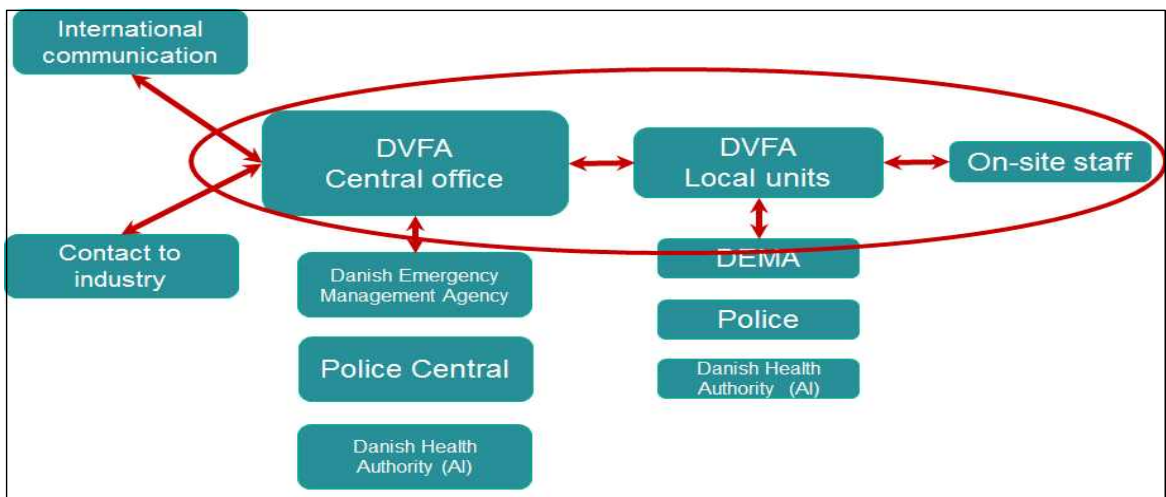 International
communication
DVFA
Central office
DVFA
Local units
On-site staff
Contact to
industry
Danish Emergency
Management Agency
Police Central
Danish Health
Authority (AI)
DEMA
Police
Danish Health
Authority (AI)